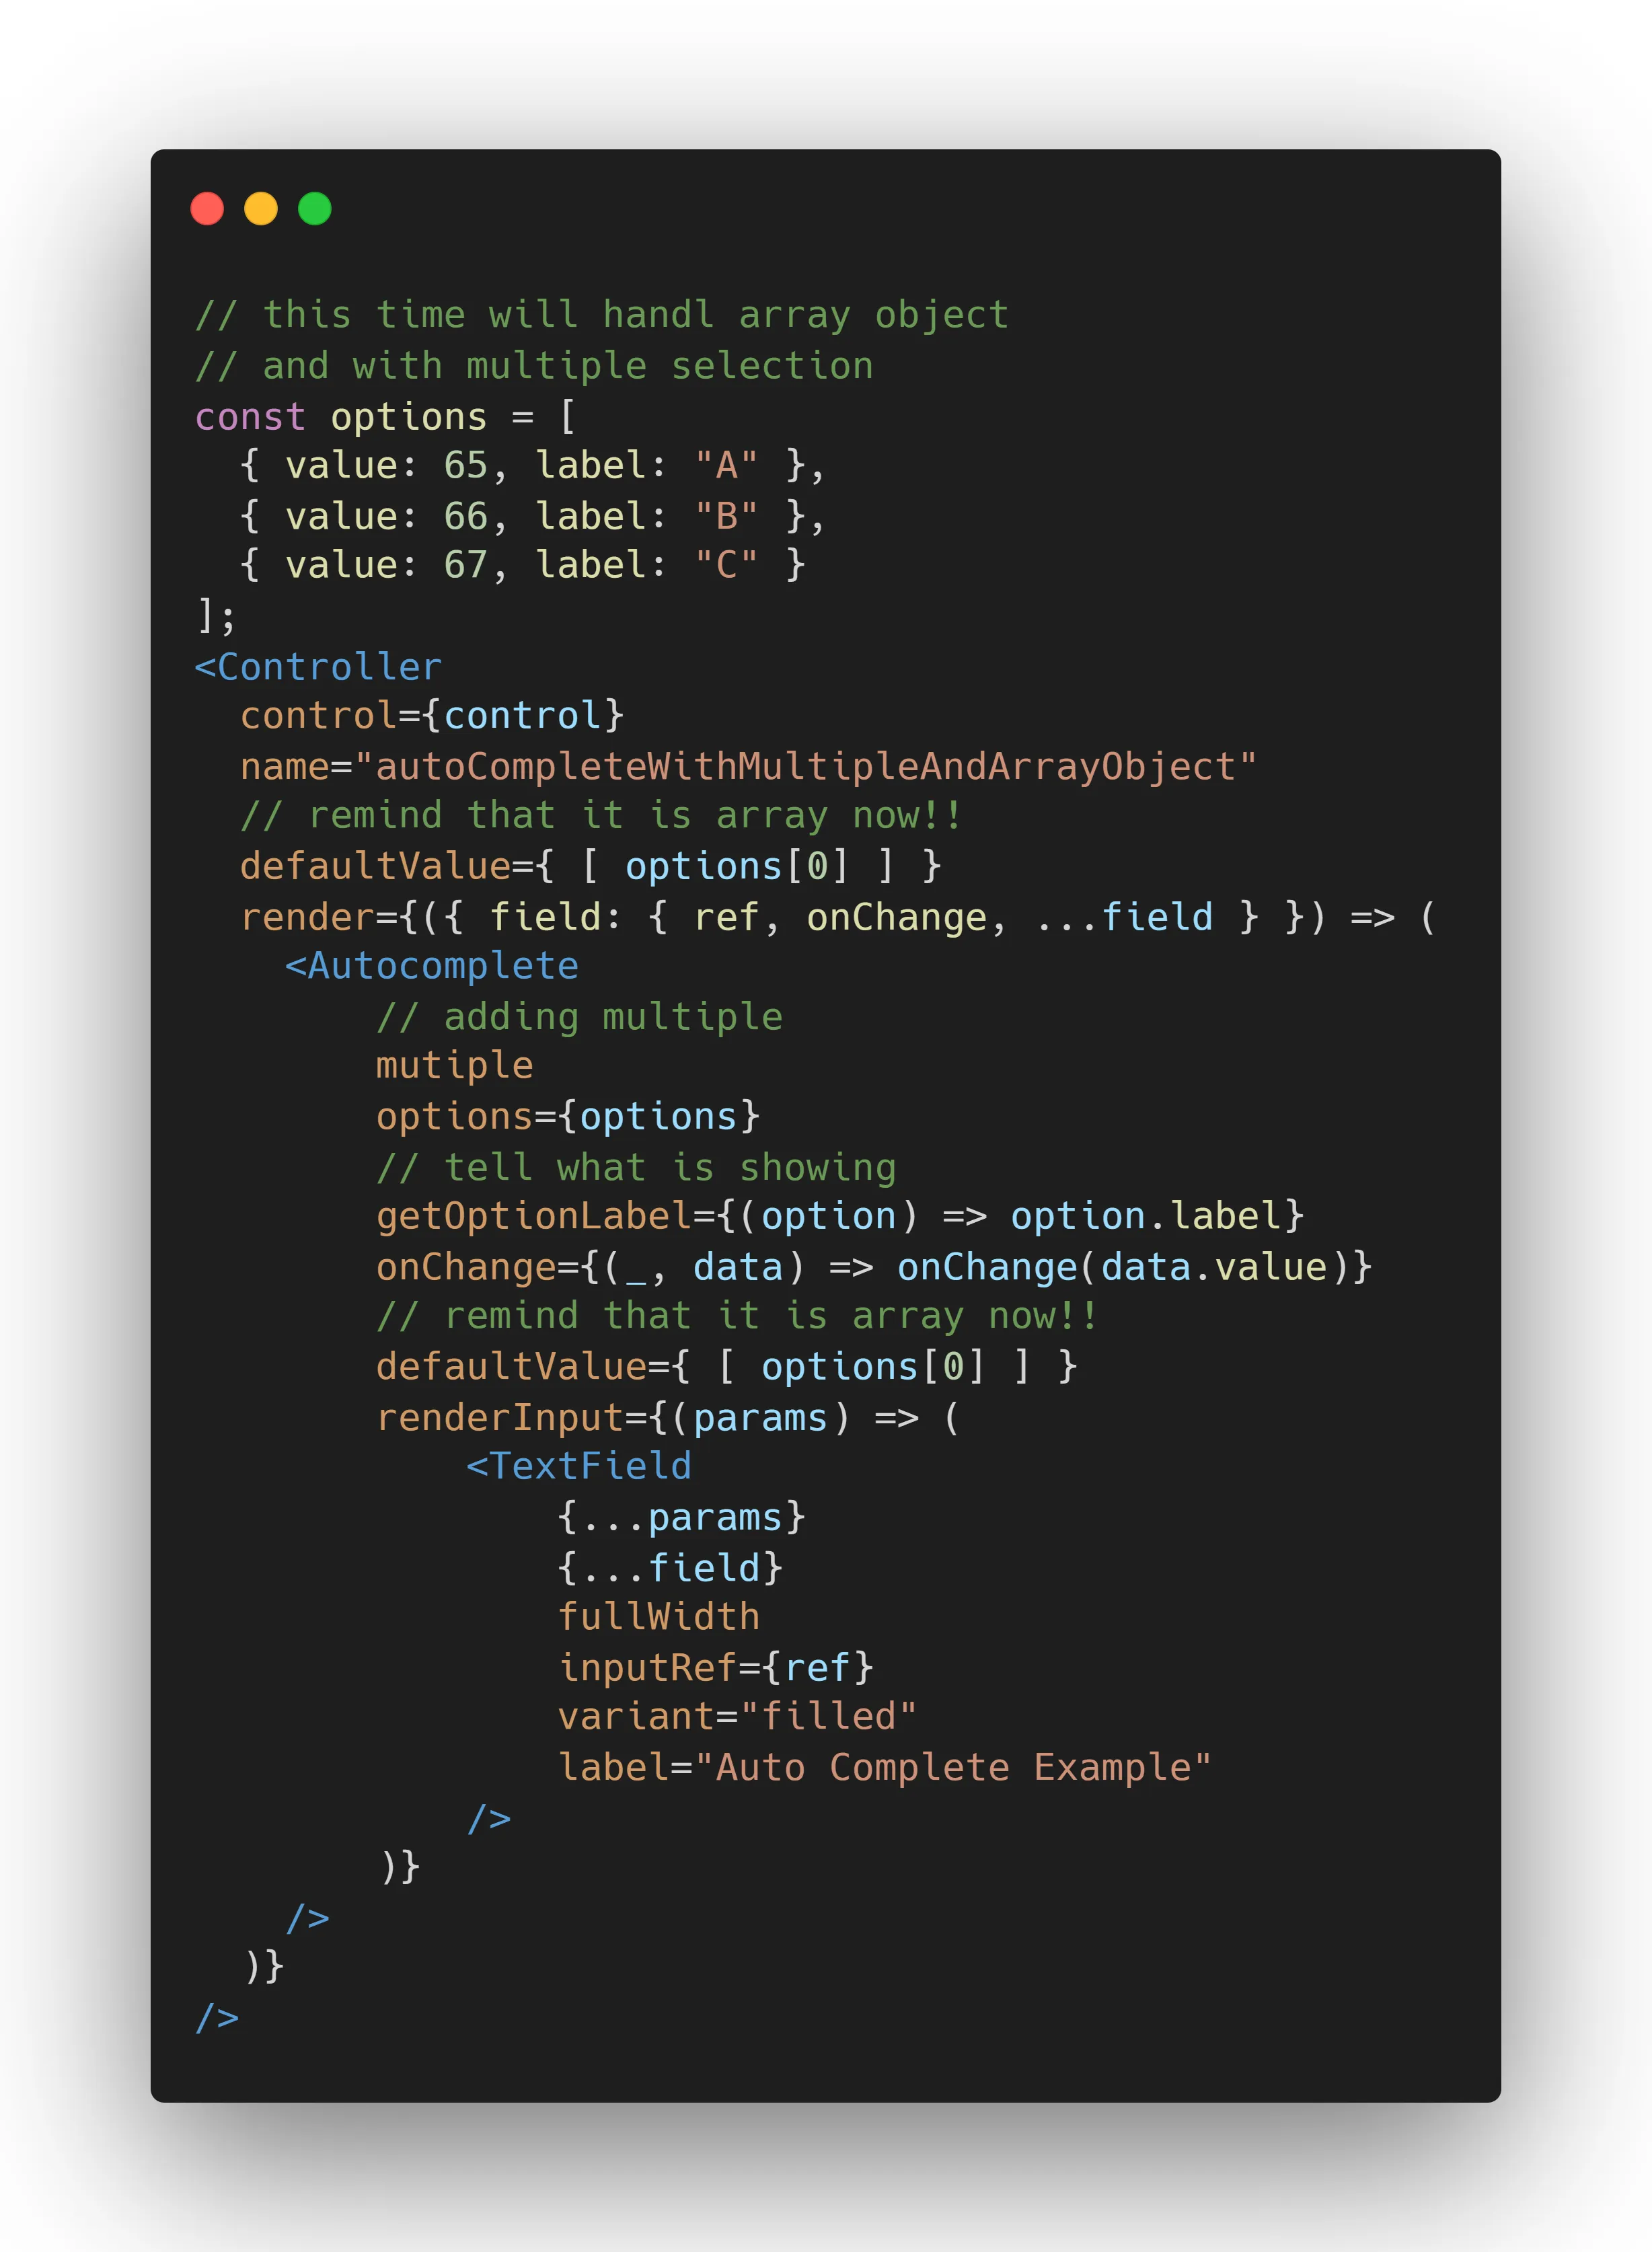 // this time will handl array object
// and with multiple selection
const options = [
  { value: 65, label: "A" },
  { value: 66, label: "B" },
  { value: 67, label: "C" }
];
<Controller
  control={control}
  name="autoCompleteWithMultipleAndArrayObject"
  // remind that it is array now!!
  defaultValue={ [ options[0] ] }
  render={({ field: { ref, onChange, ...field } }) => (
    <Autocomplete
        // adding multiple
        mutiple
        options={options}
        // tell what is showing
        getOptionLabel={(option) => option.label}
        onChange={(_, data) => onChange(data.value)}
        // remind that it is array now!!
        defaultValue={ [ options[0] ] }
        renderInput={(params) => (
            <TextField
                {...params}
                {...field}
                fullWidth
                inputRef={ref}
                variant="filled"
                label="Auto Complete Example"
            />
        )}
    />
  )}
/>